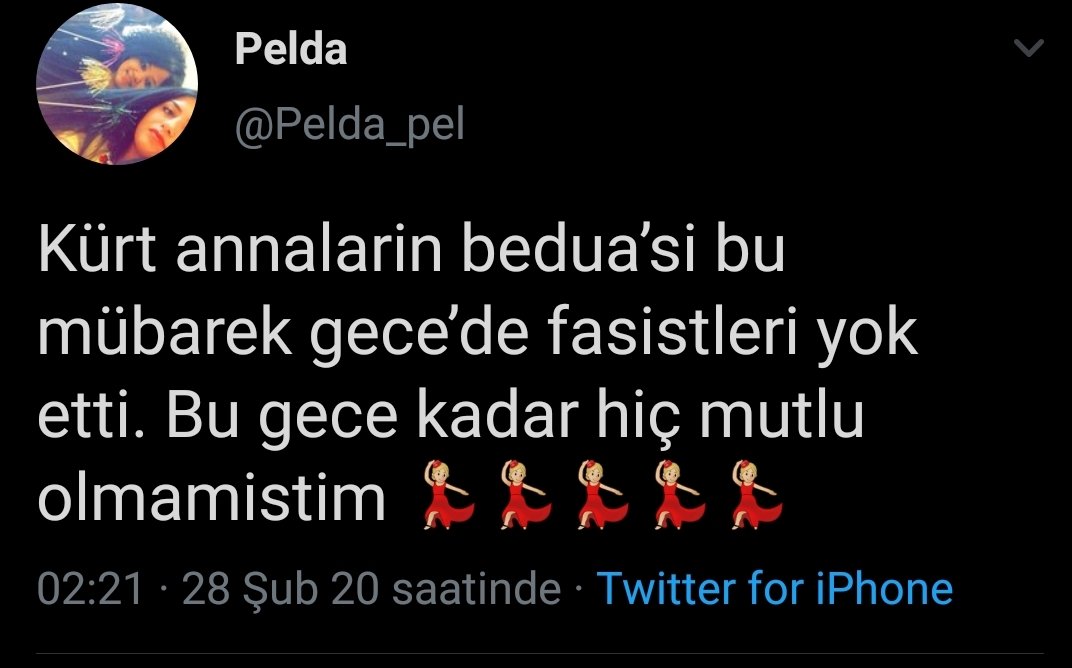 Pelda
@Pelda_pel
Kürt annalarin bedua’si bu
mübarek gece’de fasistleri yok
etti. Bu gece kadar hiç mutlu
olmamistim 💃🏼💃🏼💃🏼💃🏼💃🏼
02:21 · 28 Şub 20 saatinde · Twitter for iPhone